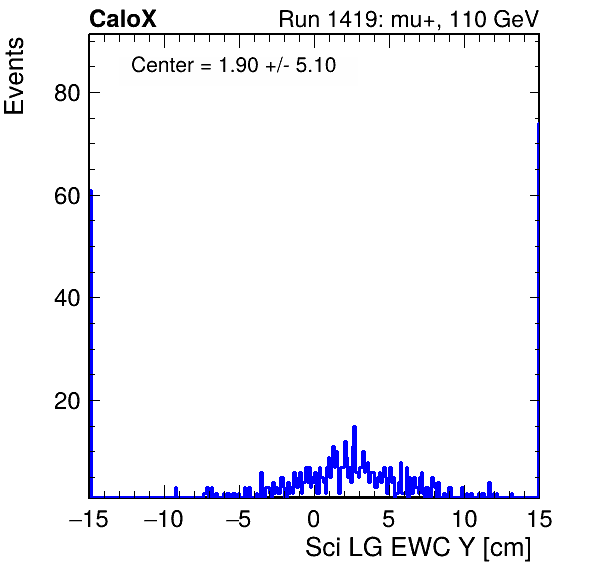 CaloX Run 1419: mu+, 110 GeV
Center = 1.90 +/- 5.10
Events
80
60
40
20
−15 −10 −5 0 5 10 15
Sci LG EWC Y [cm]